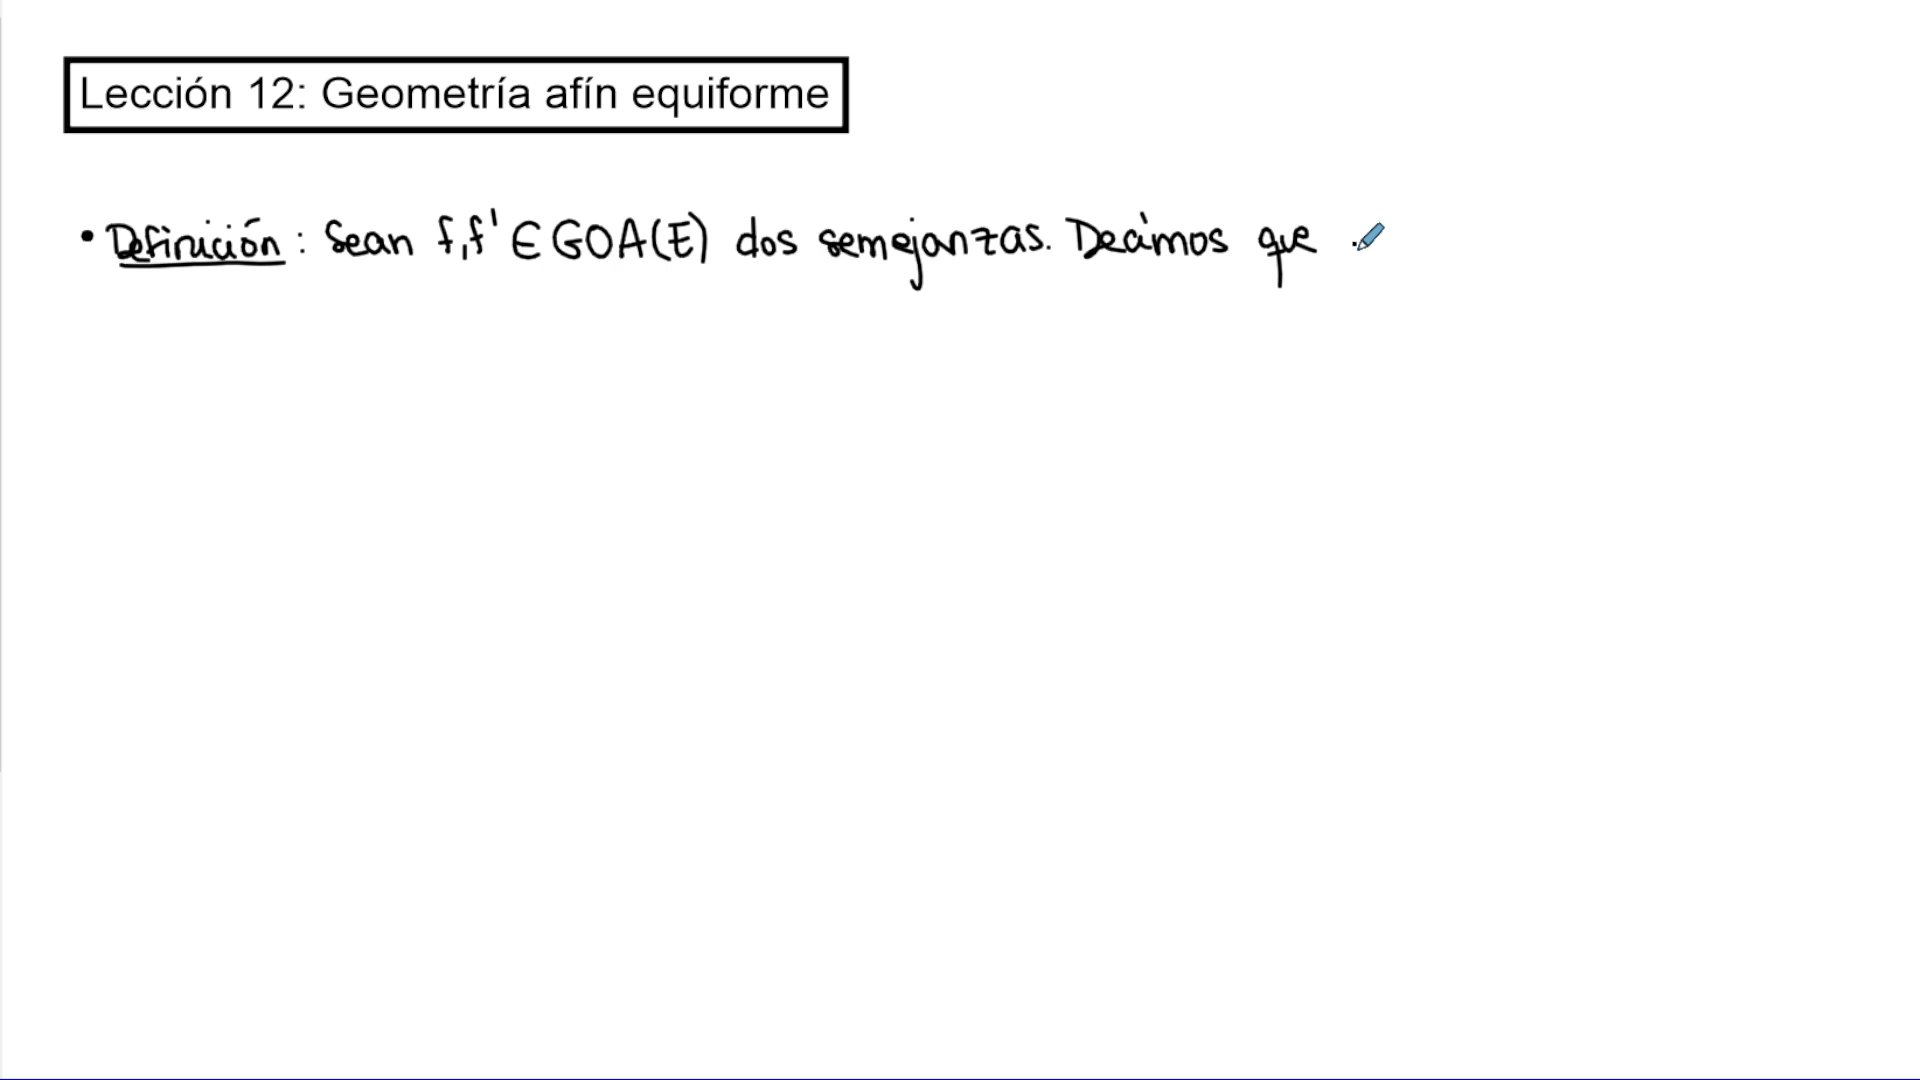 Lección 12: Geometría afín equiforme
• Definición: Sean f,f' ∈ GOA(E) dos semejanzas. Decimos que